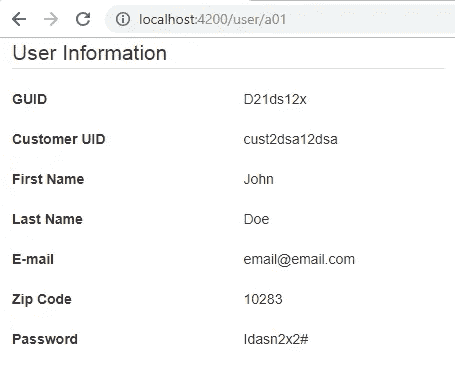 localhost:4200/user/a01
User Information
GUID D21ds12x
Customer UID cust2dsa12dsa
First Name John
Last Name Doe
E-mail email@email.com
Zip Code 10283
Password Idasn2x2#